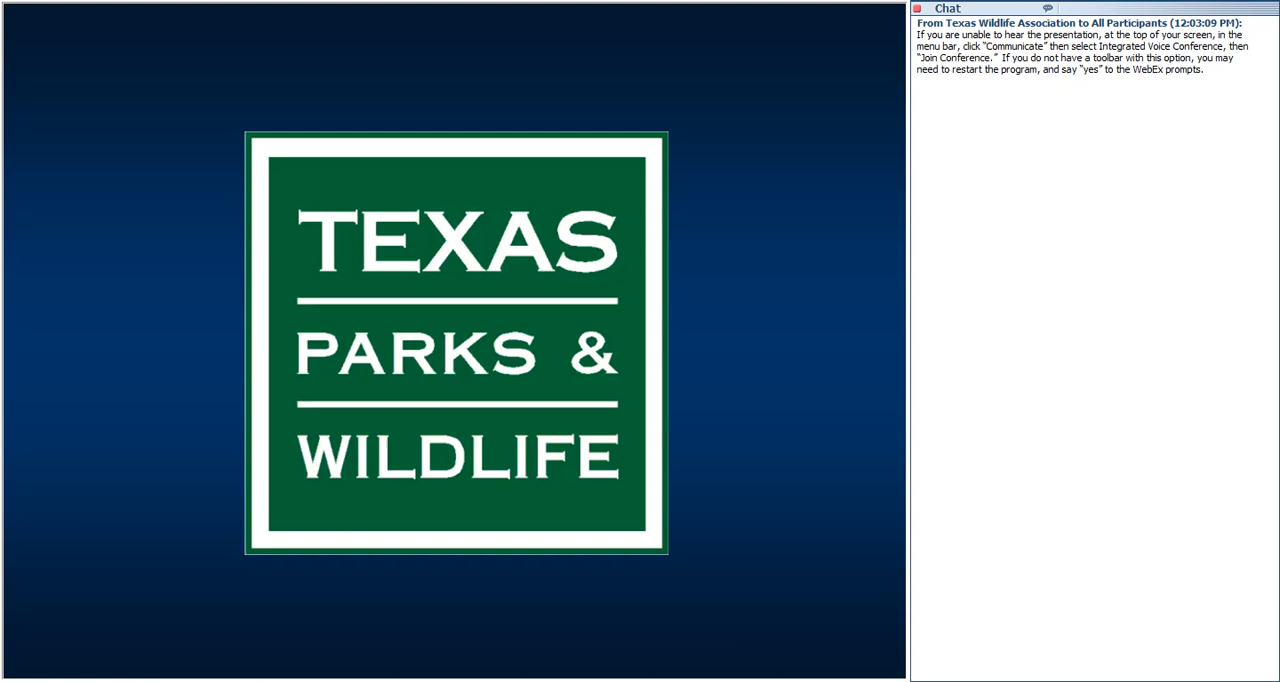 TEXAS
PARKS &
WILDLIFE
Chat
From Texas Wildlife Association to All Participants (12:03:09 PM):
If you are unable to hear the presentation, at the top of your screen, in the
menu bar, click “Communicate” then select Integrated Voice Conference, then
“Join Conference.”  If you do not have a toolbar with this option, you may
need to restart the program, and say “yes” to the WebEx prompts.